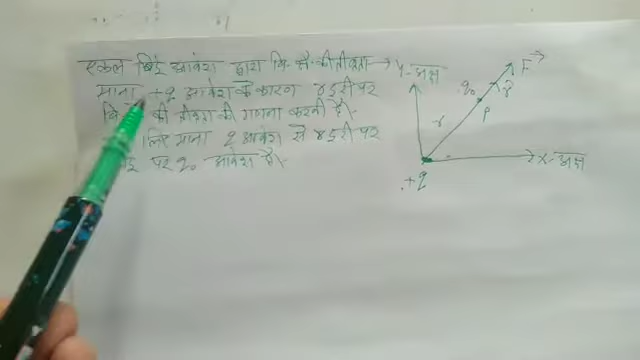 एकल बिंदु आवेश द्वारा वि. क्षे. की तीव्रता → Y-अक्ष
माना +q आवेश के कारण r दूरी पर
वि. क्षे. की तीव्रता की गणना करनी है।
लिए माना q आवेश से r दूरी पर
पर q₀ आवेश है।
F
q₀
r̂
P
r
X-अक्ष
+q